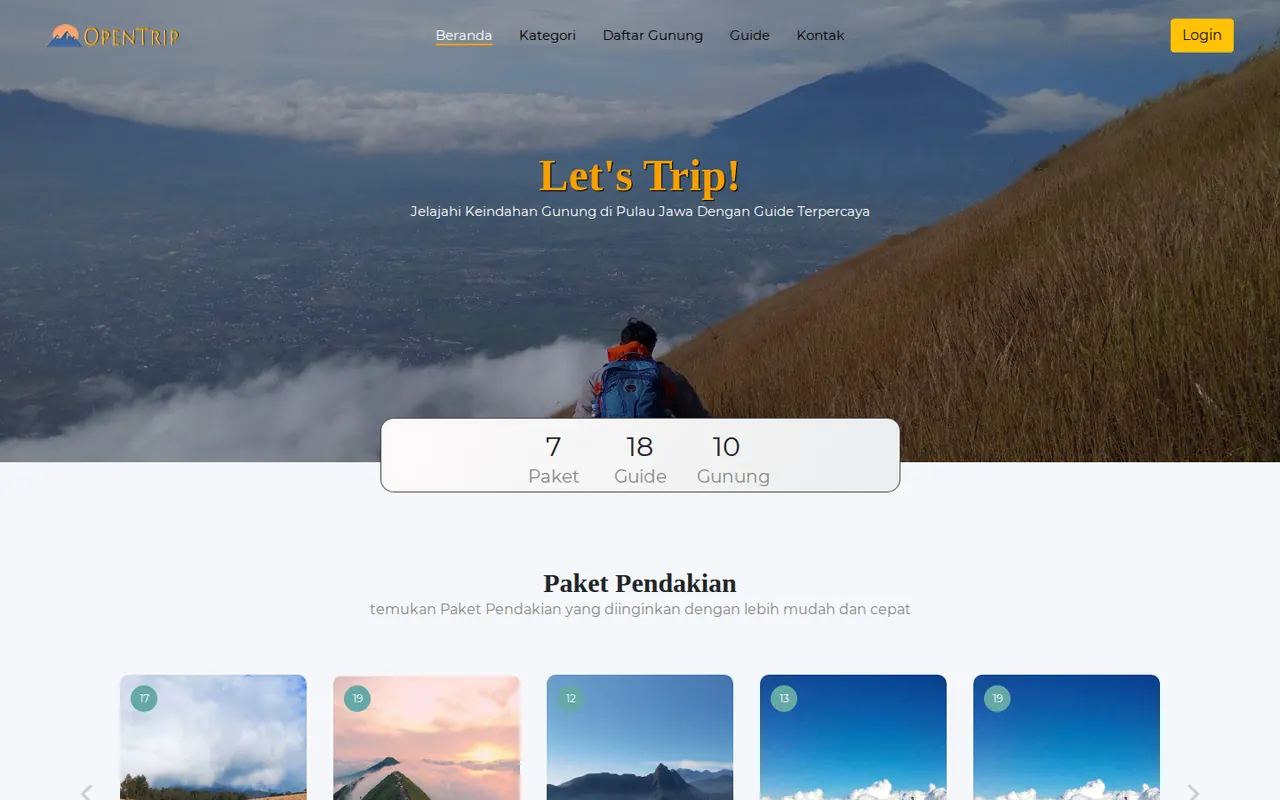 OpenTrip
Beranda Kategori Daftar Gunung Guide Kontak
Login
Let's Trip!
Jelajahi Keindahan Gunung di Pulau Jawa Dengan Guide Terpercaya
7 18 10
Paket Guide Gunung
Paket Pendakian
temukan Paket Pendakian yang diinginkan dengan lebih mudah dan cepat
17 19 12 13 19